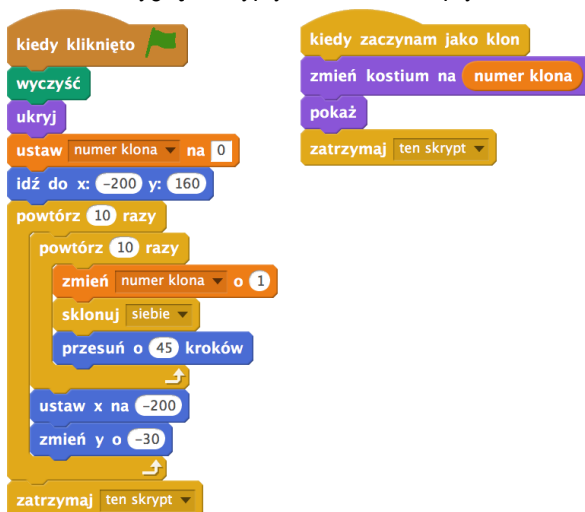 kiedy kliknięto
wyczyść
ukryj
ustaw numer klona na 0
idź do x: -200 y: 160
powtórz 10 razy
powtórz 10 razy
zmień numer klona o 1
sklonuj siebie
przesuń o 45 kroków
ustaw x na -200
zmień y o -30
zatrzymaj ten skrypt
kiedy zaczynam jako klon
zmień kostium na numer klona
pokaż
zatrzymaj ten skrypt